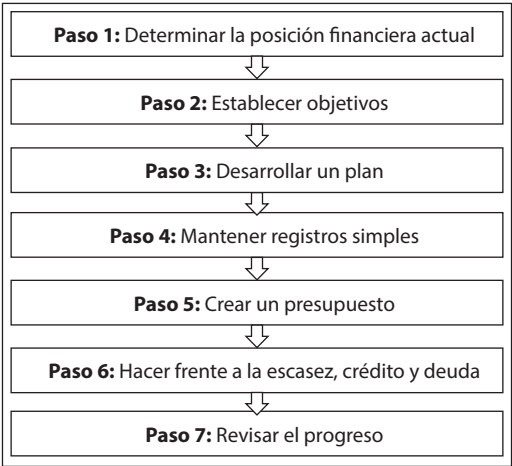 Paso 1: Determinar la posición financiera actual
Paso 2: Establecer objetivos
Paso 3: Desarrollar un plan
Paso 4: Mantener registros simples
Paso 5: Crear un presupuesto
Paso 6: Hacer frente a la escasez, crédito y deuda
Paso 7: Revisar el progreso